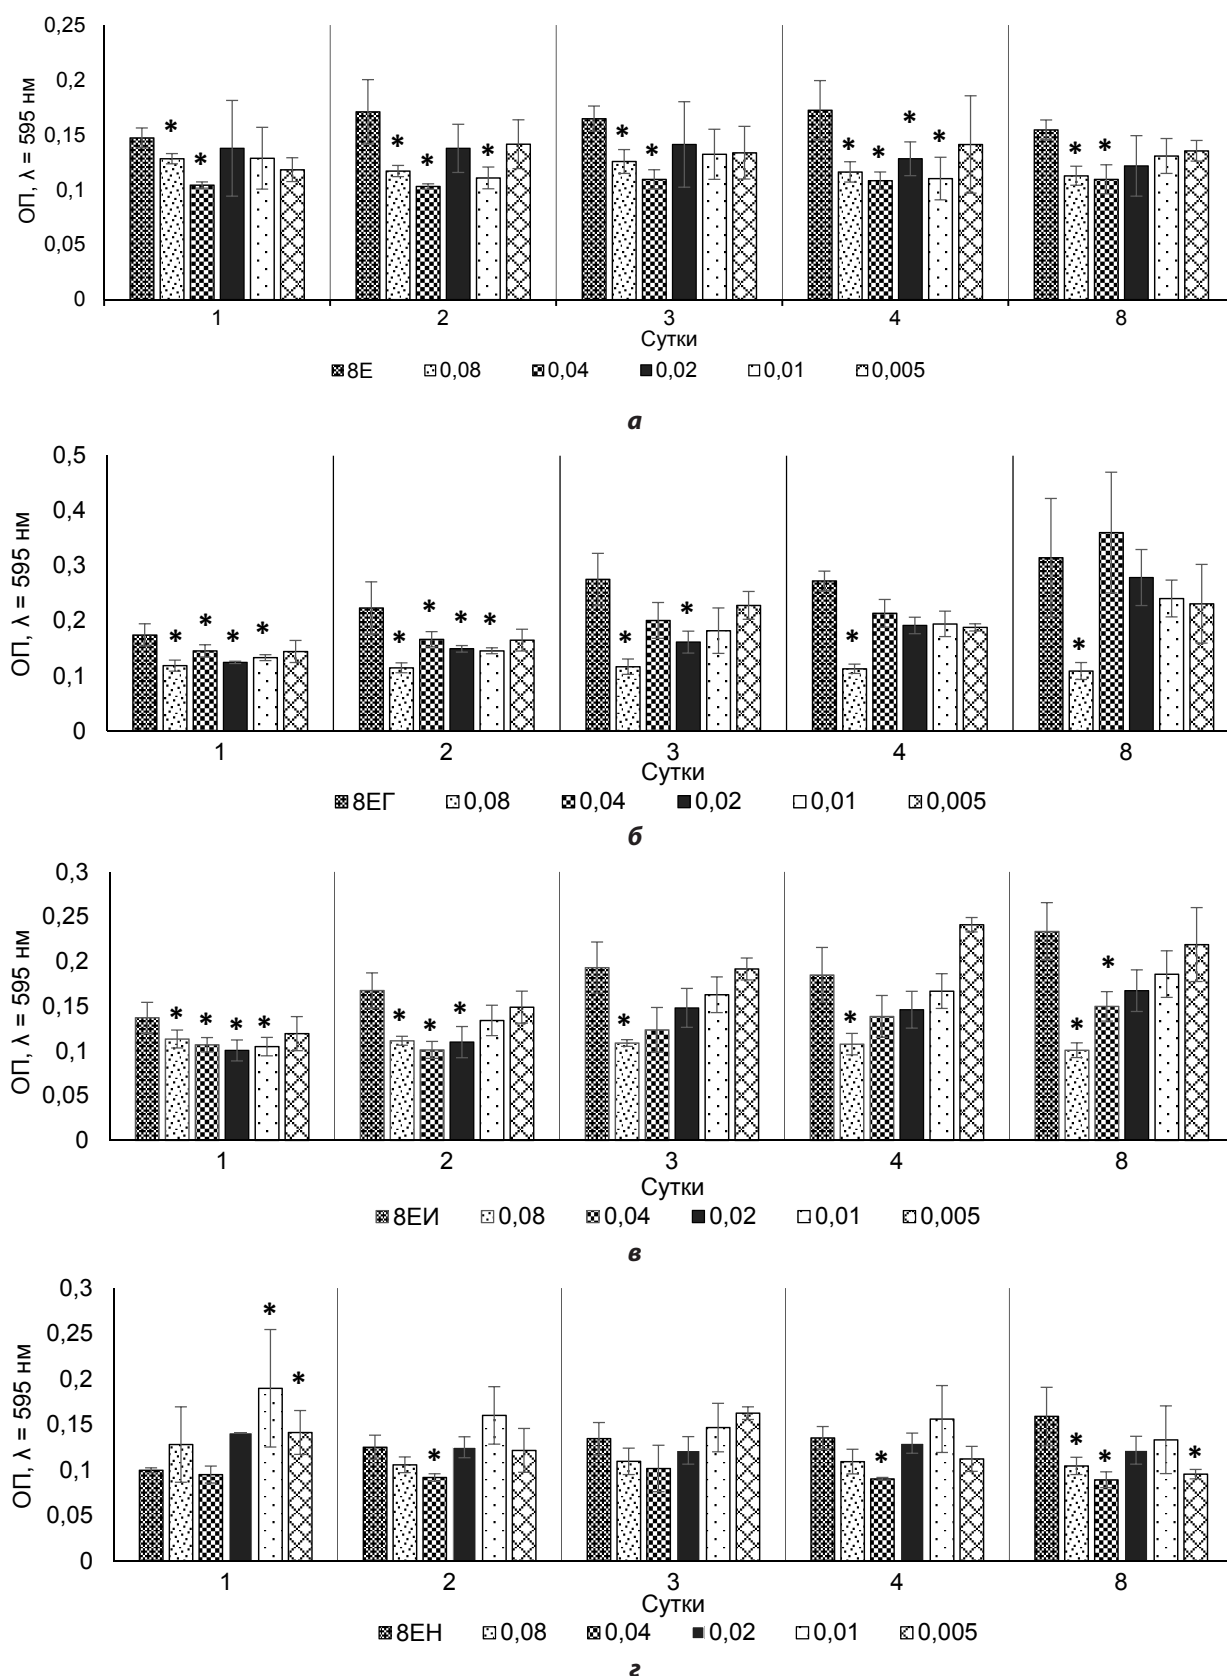 0,25
0,2
0,15
0,1
0,05
0
ОП, λ = 595 нм
* * * * * * * * * * * * * *
1 2 3 4 8
Сутки
8Е 0,08 0,04 0,02 0,01 0,005
а
0,5
0,4
0,3
0,2
0,1
0
ОП, λ = 595 нм
* * * * * * * * * * * *
1 2 3 4 8
Сутки
8ЕГ 0,08 0,04 0,02 0,01 0,005
б
0,3
0,25
0,2
0,15
0,1
0,05
0
ОП, λ = 595 нм
* * * * * * * * * * *
1 2 3 4 8
Сутки
8ЕИ 0,08 0,04 0,02 0,01 0,005
в
0,3
0,25
0,2
0,15
0,1
0,05
0
ОП, λ = 595 нм
* * * * * * *
1 2 3 4 8
Сутки
8ЕН 0,08 0,04 0,02 0,01 0,005
г